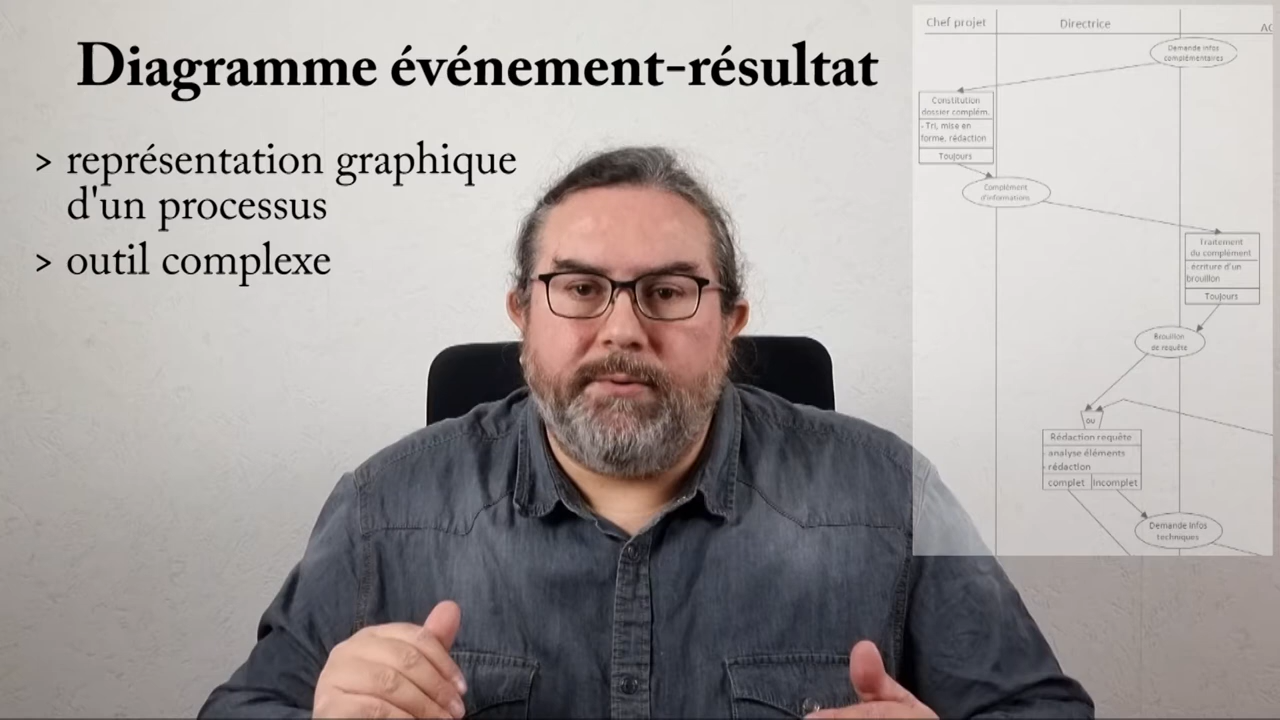 Diagramme événement-résultat
> représentation graphique
d'un processus
> outil complexe
Chef projet
Directrice
AC
Demande Infos
complémentaires
Constitution
dossier complém.
- Tri, mise en
forme, rédaction
Toujours
Complément
d'informations
Traitement
du complément
- écriture d'un
brouillon
Toujours
Brouillon
de requête
ou
Rédaction requête
- analyse éléments
- rédaction
complet
Incomplet
Demande Infos
techniques